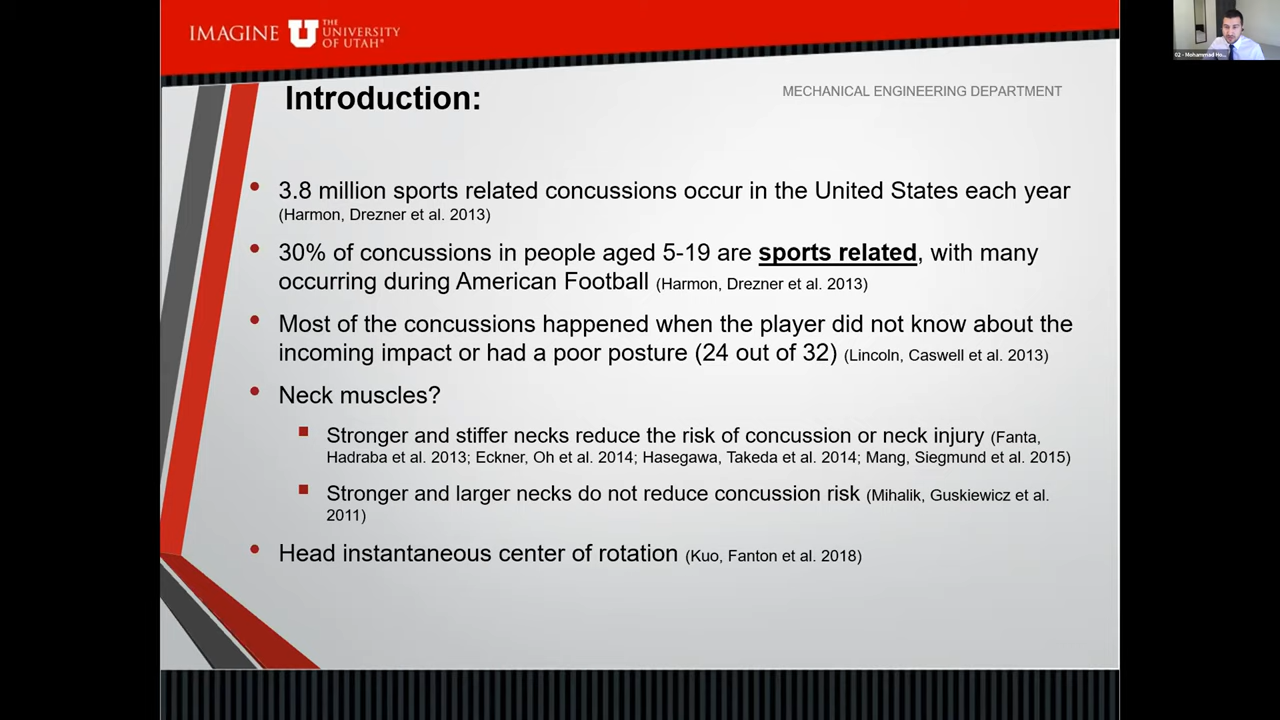 IMAGINE U THE UNIVERSITY OF UTAH®
Introduction:
MECHANICAL ENGINEERING DEPARTMENT
• 3.8 million sports related concussions occur in the United States each year
(Harmon, Drezner et al. 2013)
• 30% of concussions in people aged 5-19 are sports related, with many
occurring during American Football (Harmon, Drezner et al. 2013)
• Most of the concussions happened when the player did not know about the
incoming impact or had a poor posture (24 out of 32) (Lincoln, Caswell et al. 2013)
• Neck muscles?
▪ Stronger and stiffer necks reduce the risk of concussion or neck injury (Fanta,
Hadraba et al. 2013; Eckner, Oh et al. 2014; Hasegawa, Takeda et al. 2014; Mang, Siegmund et al. 2015)
▪ Stronger and larger necks do not reduce concussion risk (Mihalik, Guskiewicz et al.
2011)
• Head instantaneous center of rotation (Kuo, Fanton et al. 2018)
02 - Mohammad Ho...